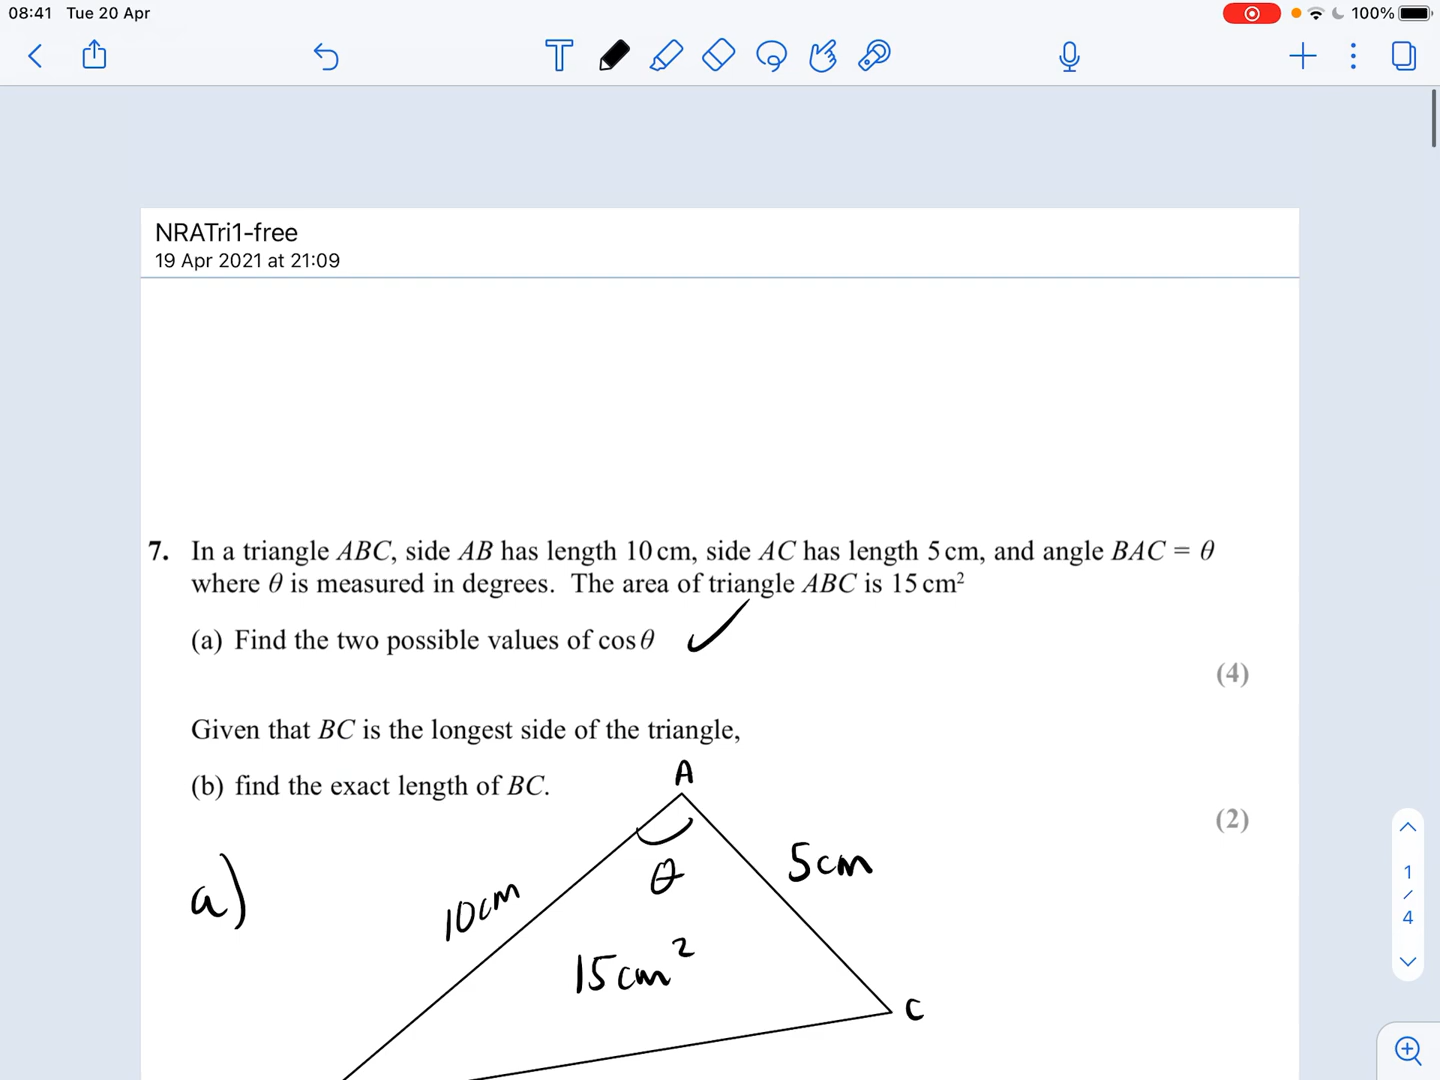 08:41 Tue 20 Apr
100%
T
NRATri1-free
19 Apr 2021 at 21:09
7. In a triangle ABC, side AB has length 10 cm, side AC has length 5 cm, and angle BAC = θ
where θ is measured in degrees. The area of triangle ABC is 15 cm²
(a) Find the two possible values of cos θ
(4)
Given that BC is the longest side of the triangle,
(b) find the exact length of BC.
(2)
A
a)
10cm
θ
5cm
15cm²
C
1
/
4